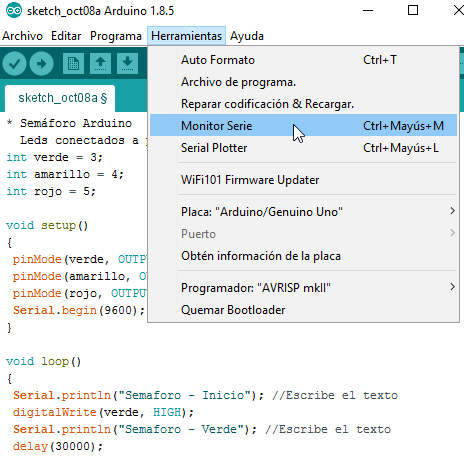 sketch_oct08a Arduino 1.8.5
Archivo Editar Programa Herramientas Ayuda
sketch_oct08a §
Auto Formato Ctrl+T
Archivo de programa.
Reparar codificación & Recargar.
Monitor Serie Ctrl+Mayús+M
Serial Plotter Ctrl+Mayús+L
WiFi101 Firmware Updater
Placa: "Arduino/Genuino Uno"
Puerto
Obtén información de la placa
Programador: "AVRISP mkII"
Quemar Bootloader
* Semáforo Arduino
Leds conectados a
int verde = 3;
int amarillo = 4;
int rojo = 5;
void setup()
{
pinMode(verde, OUTP
pinMode(amarillo, O
pinMode(rojo, OUTPU
Serial.begin(9600);
}
void loop()
{
Serial.println("Semaforo - Inicio"); //Escribe el texto
digitalWrite(verde, HIGH);
Serial.println("Semaforo - Verde"); //Escribe el texto
delay(30000);